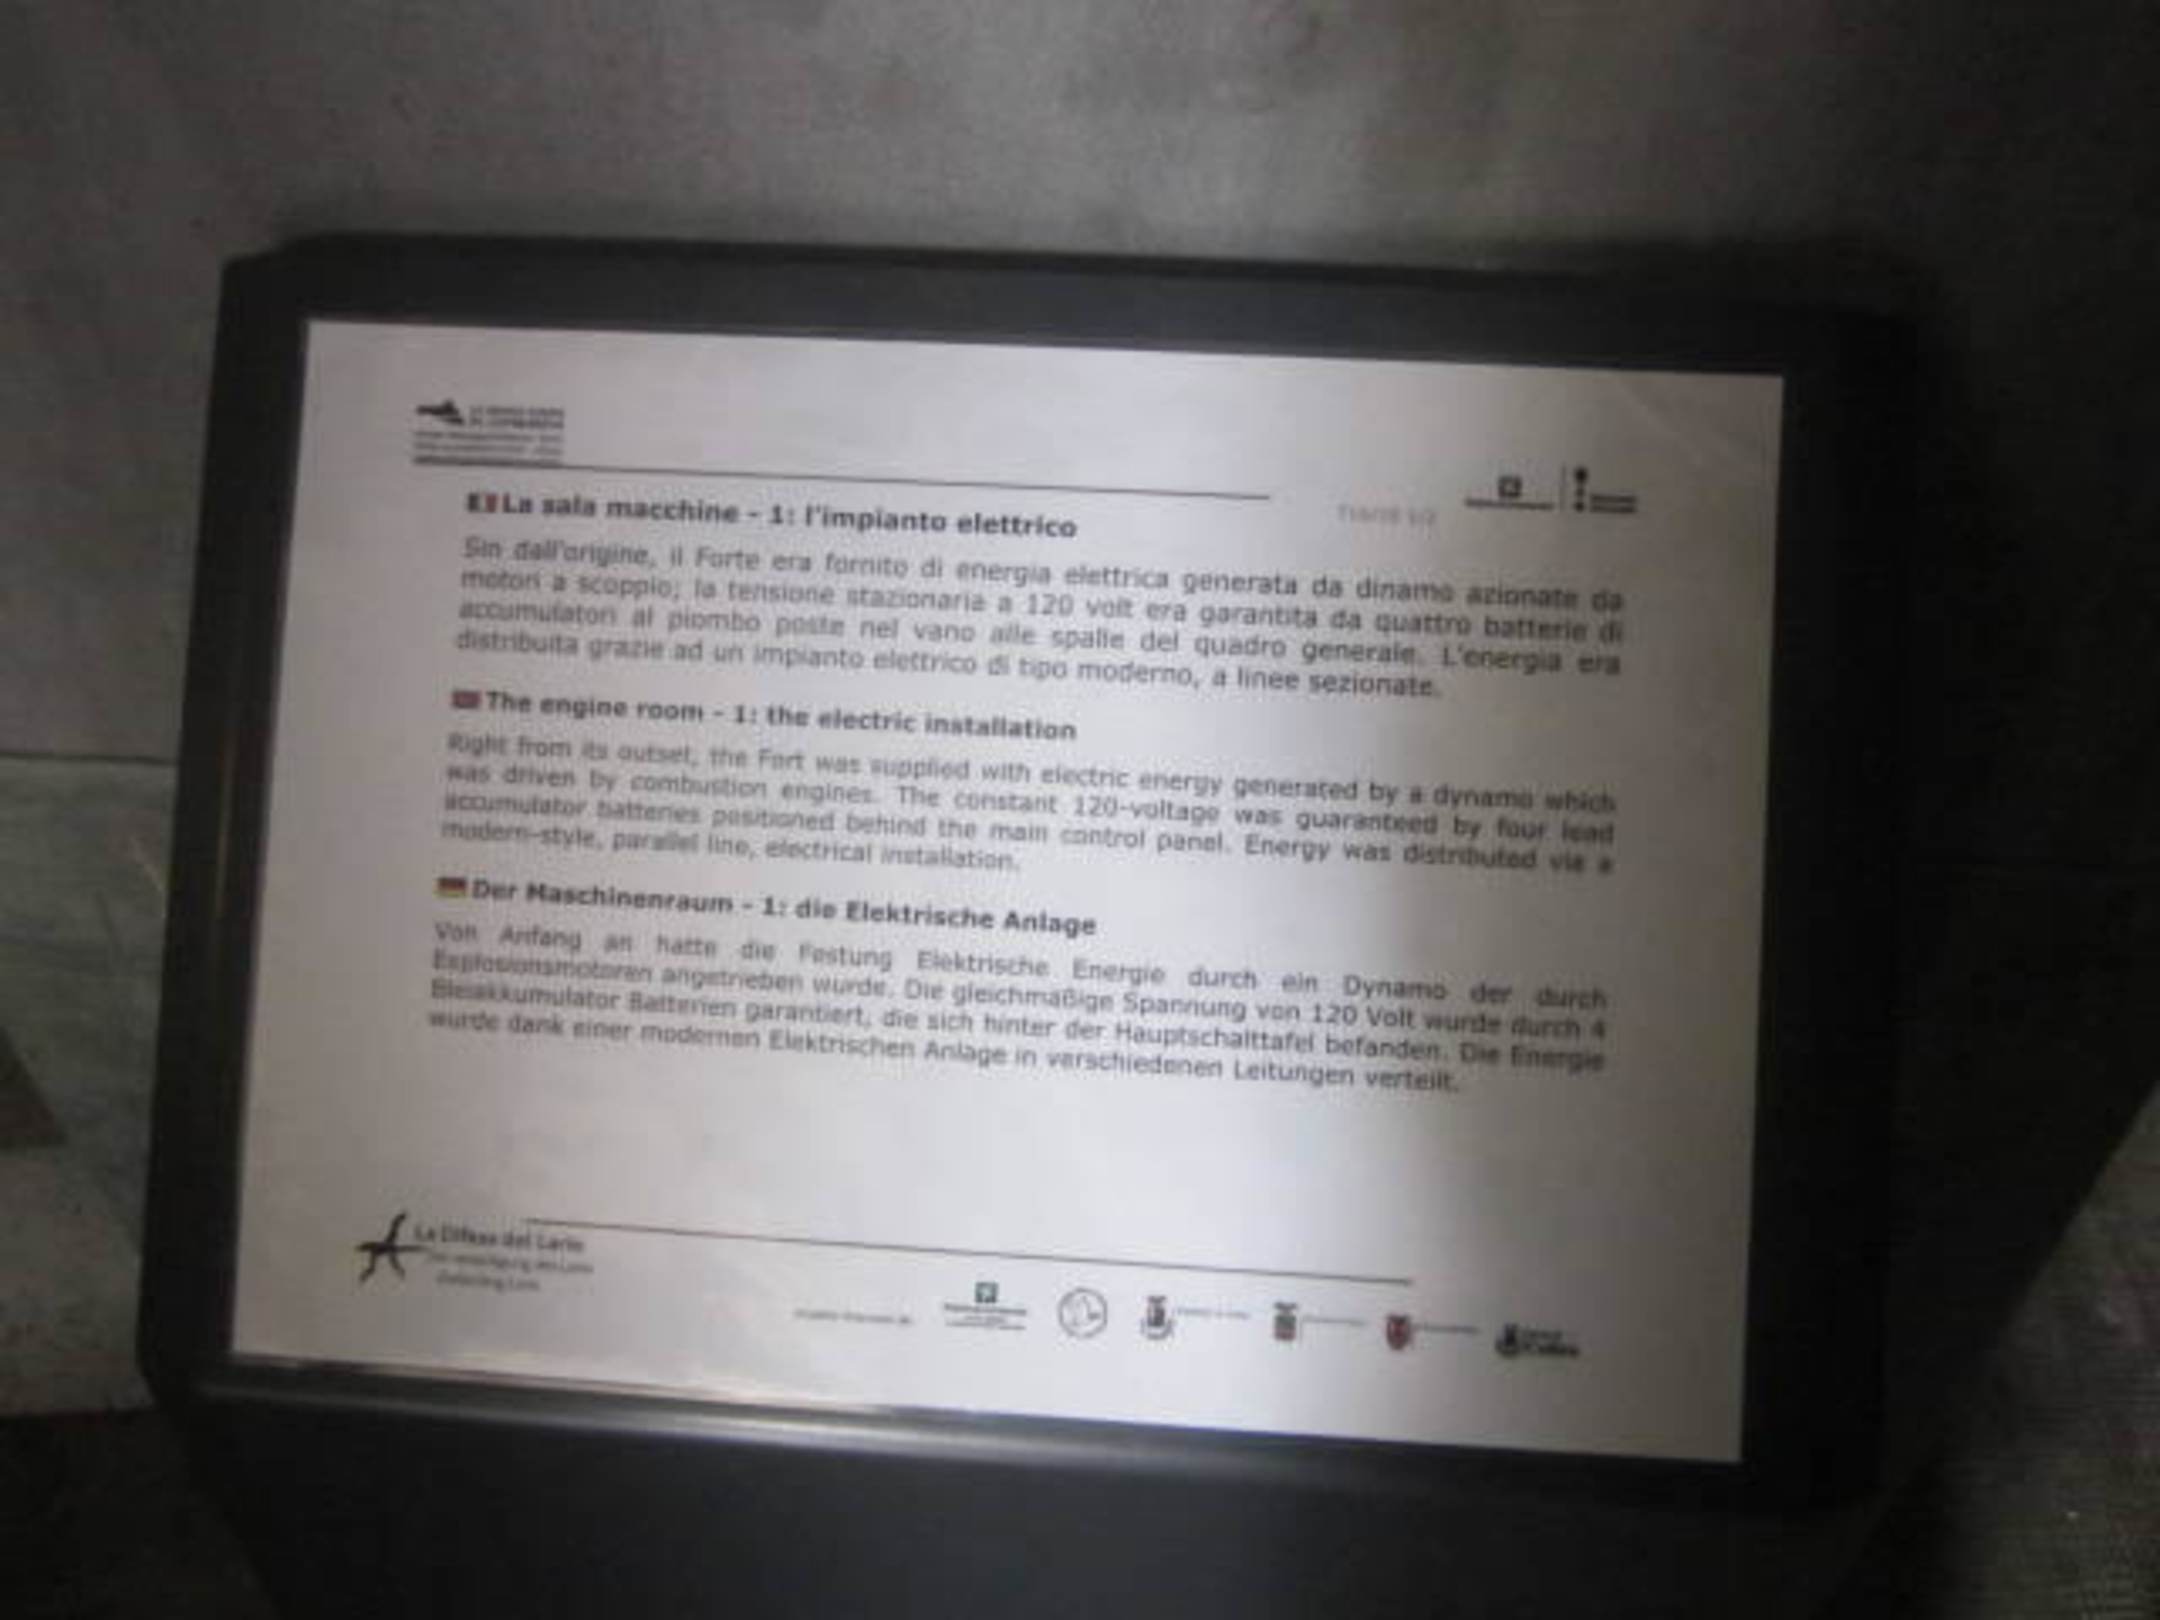 La sala macchine - 1: l'impianto elettrico
Sin dall'origine, il Forte era fornito di energia elettrica generata da dinamo azionate da
motori a scoppio; la tensione stazionaria a 120 volt era garantita da quattro batterie di
accumulatori al piombo poste nel vano alle spalle del quadro generale. L'energia era
distribuita grazie ad un impianto elettrico di tipo moderno, a linee sezionate.
The engine room - 1: the electric installation
Right from its outset, the Fort was supplied with electric energy generated by a dynamo which
was driven by combustion engines. The constant 120-voltage was guaranteed by four lead
accumulator batteries positioned behind the main control panel. Energy was distributed via a
modern-style, parallel line, electrical installation.
Der Maschinenraum - 1: die Elektrische Anlage
Von Anfang an hatte die Festung Elektrische Energie durch ein Dynamo der durch
Explosionsmotoren angetrieben wurde. Die gleichmäßige Spannung von 120 Volt wurde durch 4
Bleiakkumulator Batterien garantiert, die sich hinter der Hauptschalttafel befanden. Die Energie
wurde dank einer modernen Elektrischen Anlage in verschiedenen Leitungen verteilt.
La Difesa del Lario